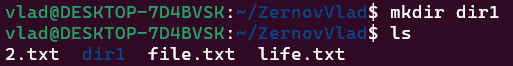 vlad@DESKTOP-7D4BVSK:~/ZernovVlad$ mkdir dir1
vlad@DESKTOP-7D4BVSK:~/ZernovVlad$ ls
2.txt  dir1  file.txt  life.txt